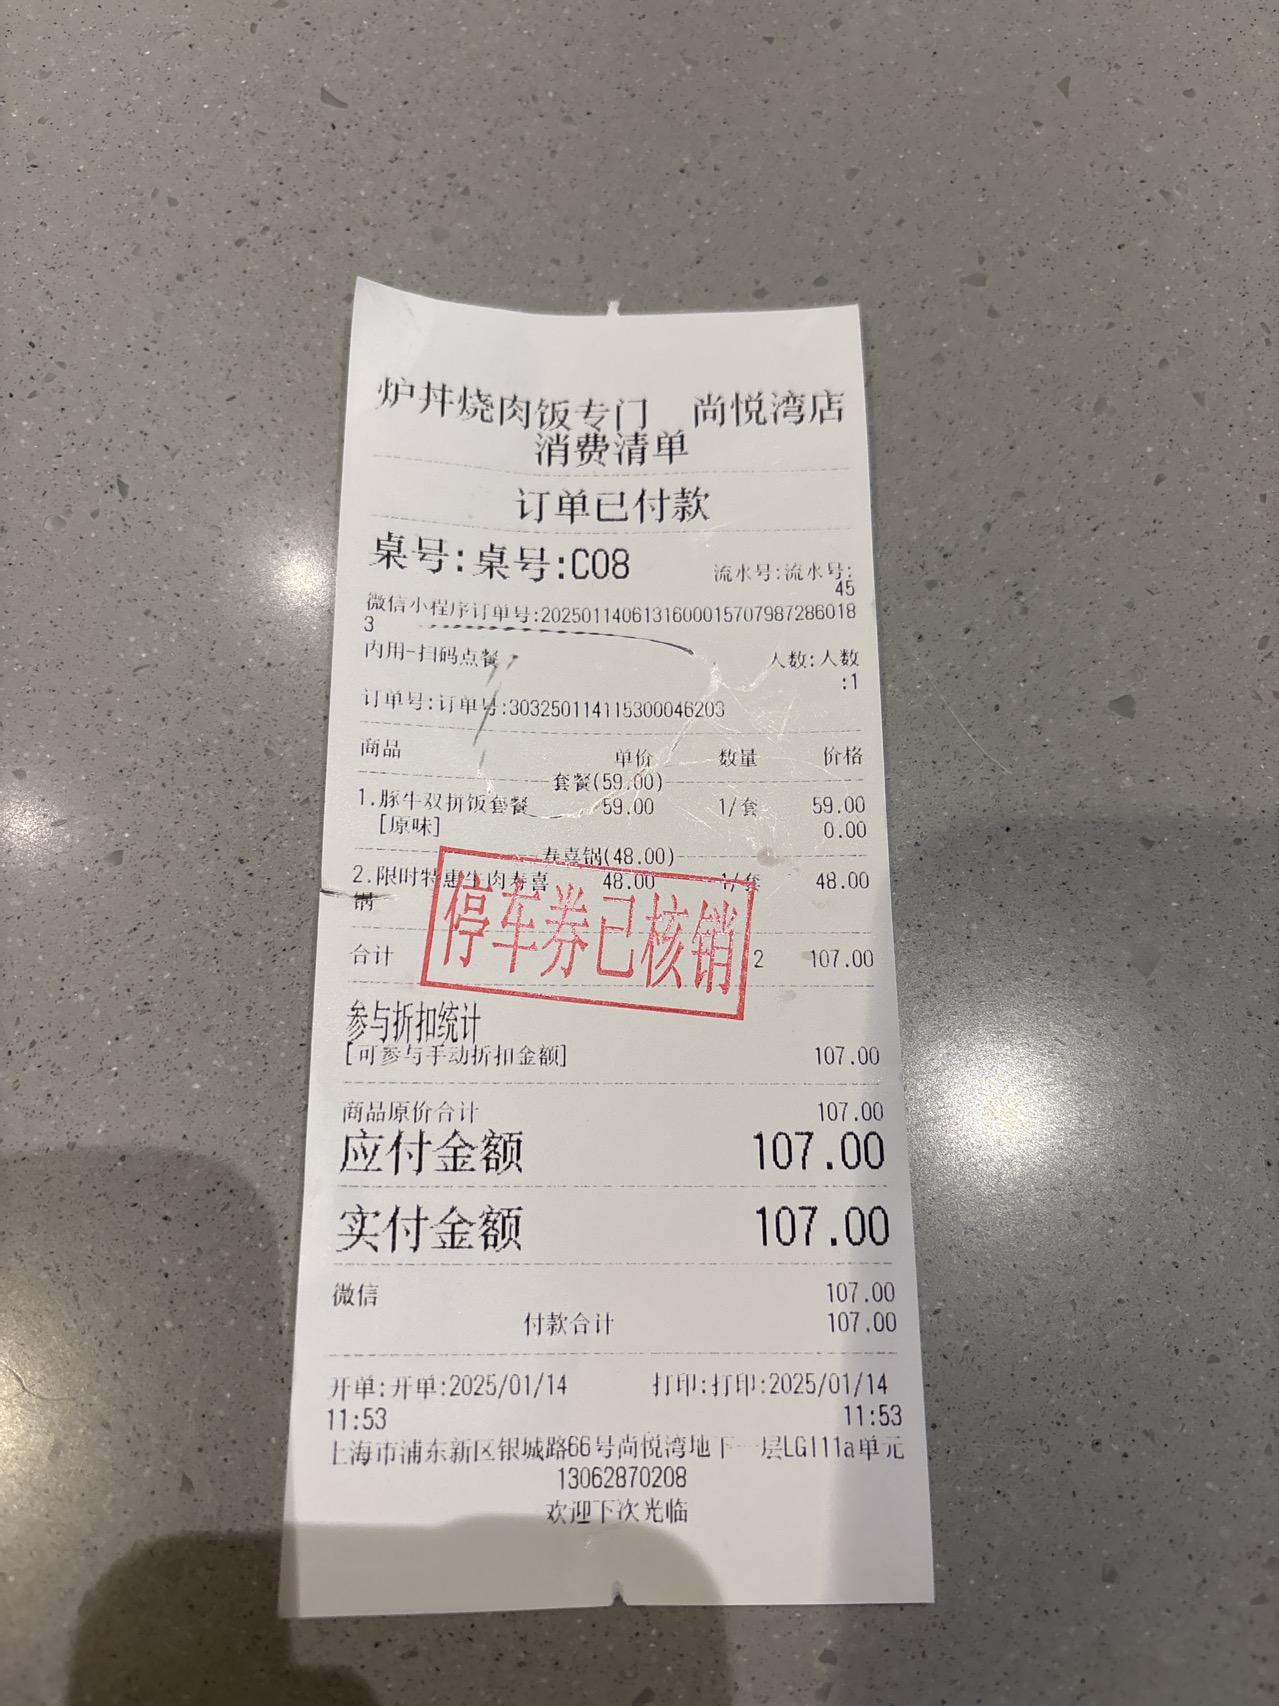 炉丼烧肉饭专门 尚悦湾店
消费清单
订单已付款
桌号:桌号:C08
流水号:流水号:
45
微信小程序订单号:2025011406131600015707987286018
3
内用-扫码点餐
人数:人数
:1
订单号:订单号:303250114115300046203
商品 单价 数量 价格
套餐(59.00)
1.豚牛双拼饭套餐 59.00 1/套 59.00
[原味] 0.00
寿喜锅(48.00)
2.限时特惠牛肉寿喜 48.00 1/套 48.00
锅
停车券已核销
合计 2 107.00
参与折扣统计
[可参与手动折扣金额] 107.00
商品原价合计 107.00
应付金额 107.00
实付金额 107.00
微信 107.00
付款合计 107.00
开单:开单:2025/01/14 打印:打印:2025/01/14
11:53 11:53
上海市浦东新区银城路66号尚悦湾地下一层LG111a单元
13062870208
欢迎下次光临